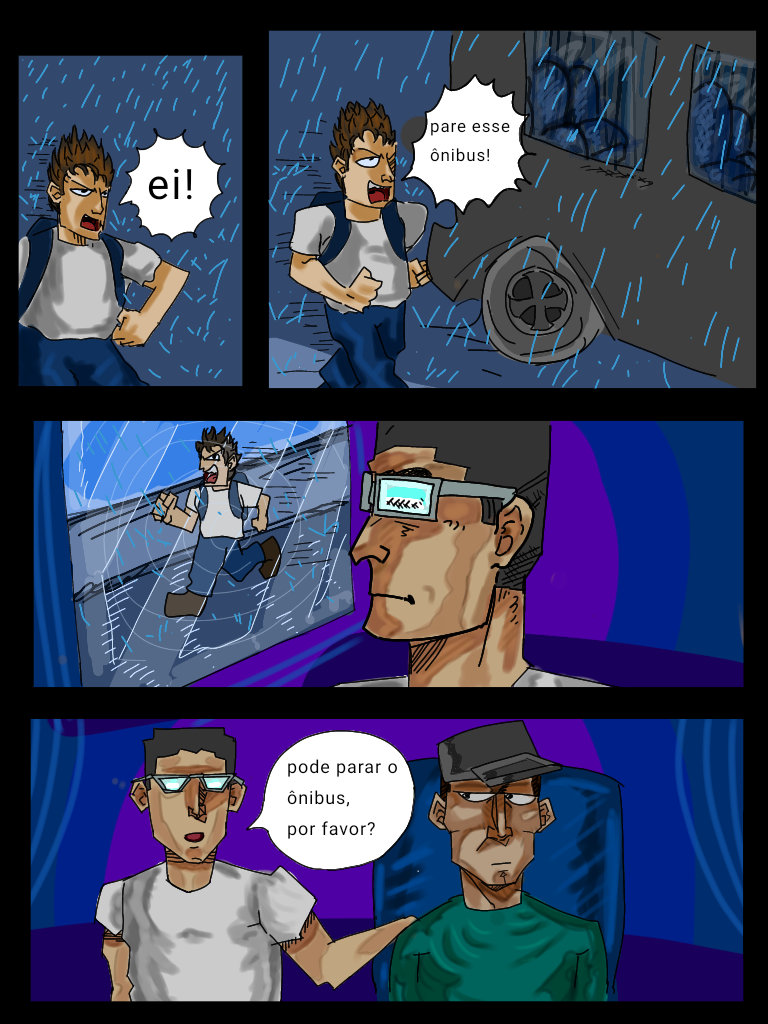 ei!
pare esse
ônibus!
pode parar o
ônibus,
por favor?